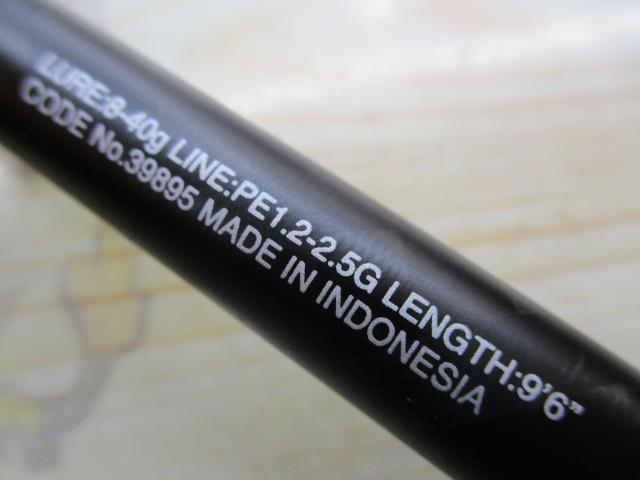 LURE:8-40g LINE:PE1.2-2.5G LENGTH:9'6"
CODE No.39895 MADE IN INDONESIA